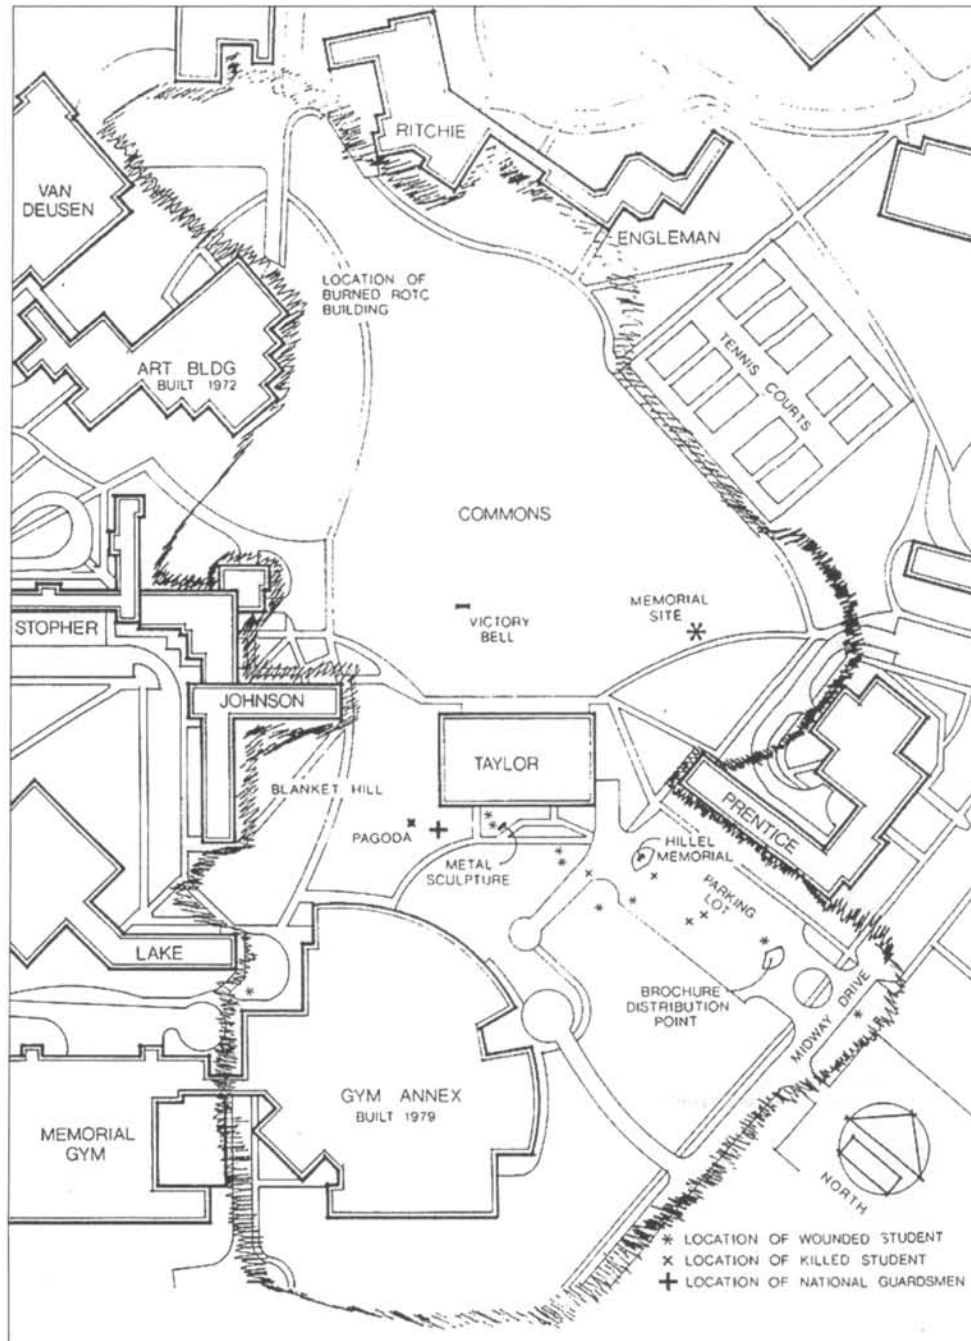 RITCHIE
VAN
DEUSEN
ENGLEMAN
LOCATION OF
BURNED ROTC
BUILDING
TENNIS COURTS
ART BLDG
BUILT 1972
COMMONS
MEMORIAL
SITE
VICTORY
BELL
STOPHER
JOHNSON
TAYLOR
BLANKET HILL
PRENTICE
PAGODA
HILLEL
MEMORIAL
METAL
SCULPTURE
PARKING
LOT
LAKE
BROCHURE
DISTRIBUTION
POINT
MIDWAY DRIVE
GYM ANNEX
BUILT 1979
MEMORIAL
GYM
NORTH
* LOCATION OF WOUNDED STUDENT
× LOCATION OF KILLED STUDENT
+ LOCATION OF NATIONAL GUARDSMEN